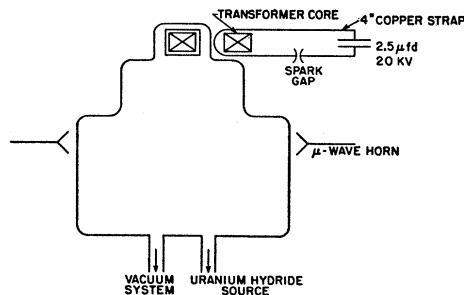 TRANSFORMER CORE
4" COPPER STRAP
2.5 μfd
20 KV
SPARK
GAP
μ-WAVE HORN
VACUUM
SYSTEM
URANIUM HYDRIDE
SOURCE